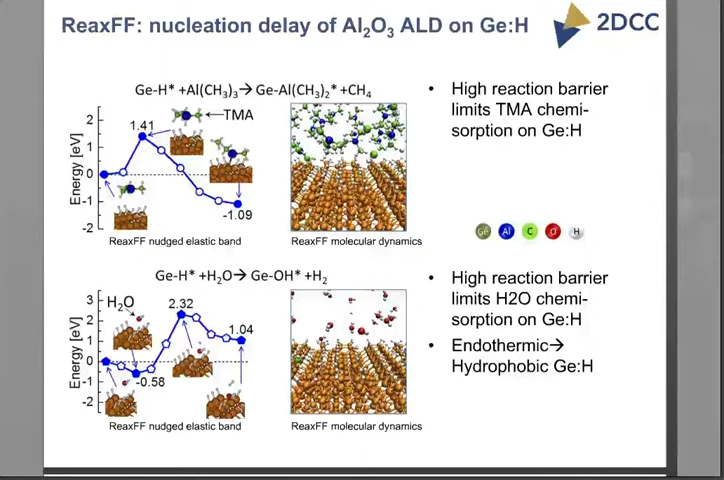 ReaxFF: nucleation delay of Al₂O₃ ALD on Ge:H
2DCC
Ge-H* +Al(CH₃)₃→ Ge-Al(CH₃)₂* +CH₄
Energy [eV]
2
1
0
-1
-2
1.41
TMA
-1.09
ReaxFF nudged elastic band
ReaxFF molecular dynamics
• High reaction barrier
limits TMA chemi-
sorption on Ge:H
Ge Al C O H
Ge-H* +H₂O→ Ge-OH* +H₂
Energy [eV]
3
2
1
0
-1
-2
H₂O
2.32
1.04
-0.58
ReaxFF nudged elastic band
ReaxFF molecular dynamics
• High reaction barrier
limits H2O chemi-
sorption on Ge:H
• Endothermic→
Hydrophobic Ge:H